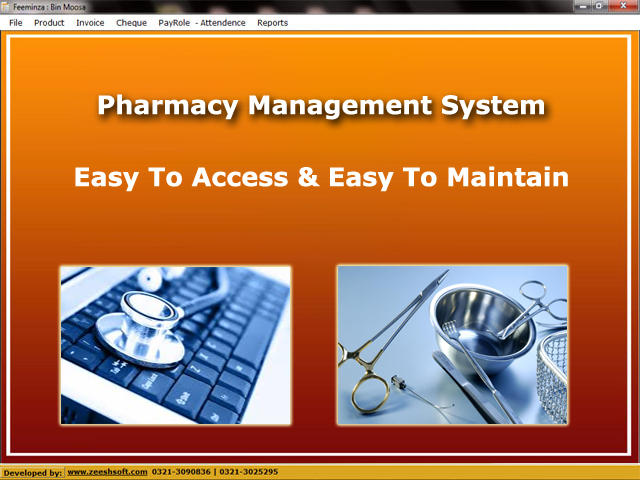 Feeminza : Bin Moosa
File Product Invoice Cheque PayRole - Attendence Reports
Pharmacy Management System
Easy To Access & Easy To Maintain
Developed by: www.zeeshsoft.com 0321-3090836 | 0321-3025295